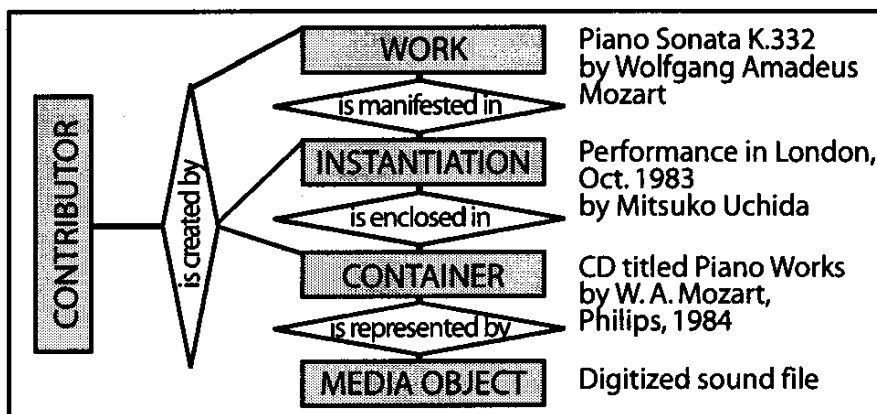 CONTRIBUTOR
is created by
WORK
is manifested in
INSTANTIATION
is enclosed in
CONTAINER
is represented by
MEDIA OBJECT
Piano Sonata K.332
by Wolfgang Amadeus
Mozart
Performance in London,
Oct. 1983
by Mitsuko Uchida
CD titled Piano Works
by W. A. Mozart,
Philips, 1984
Digitized sound file